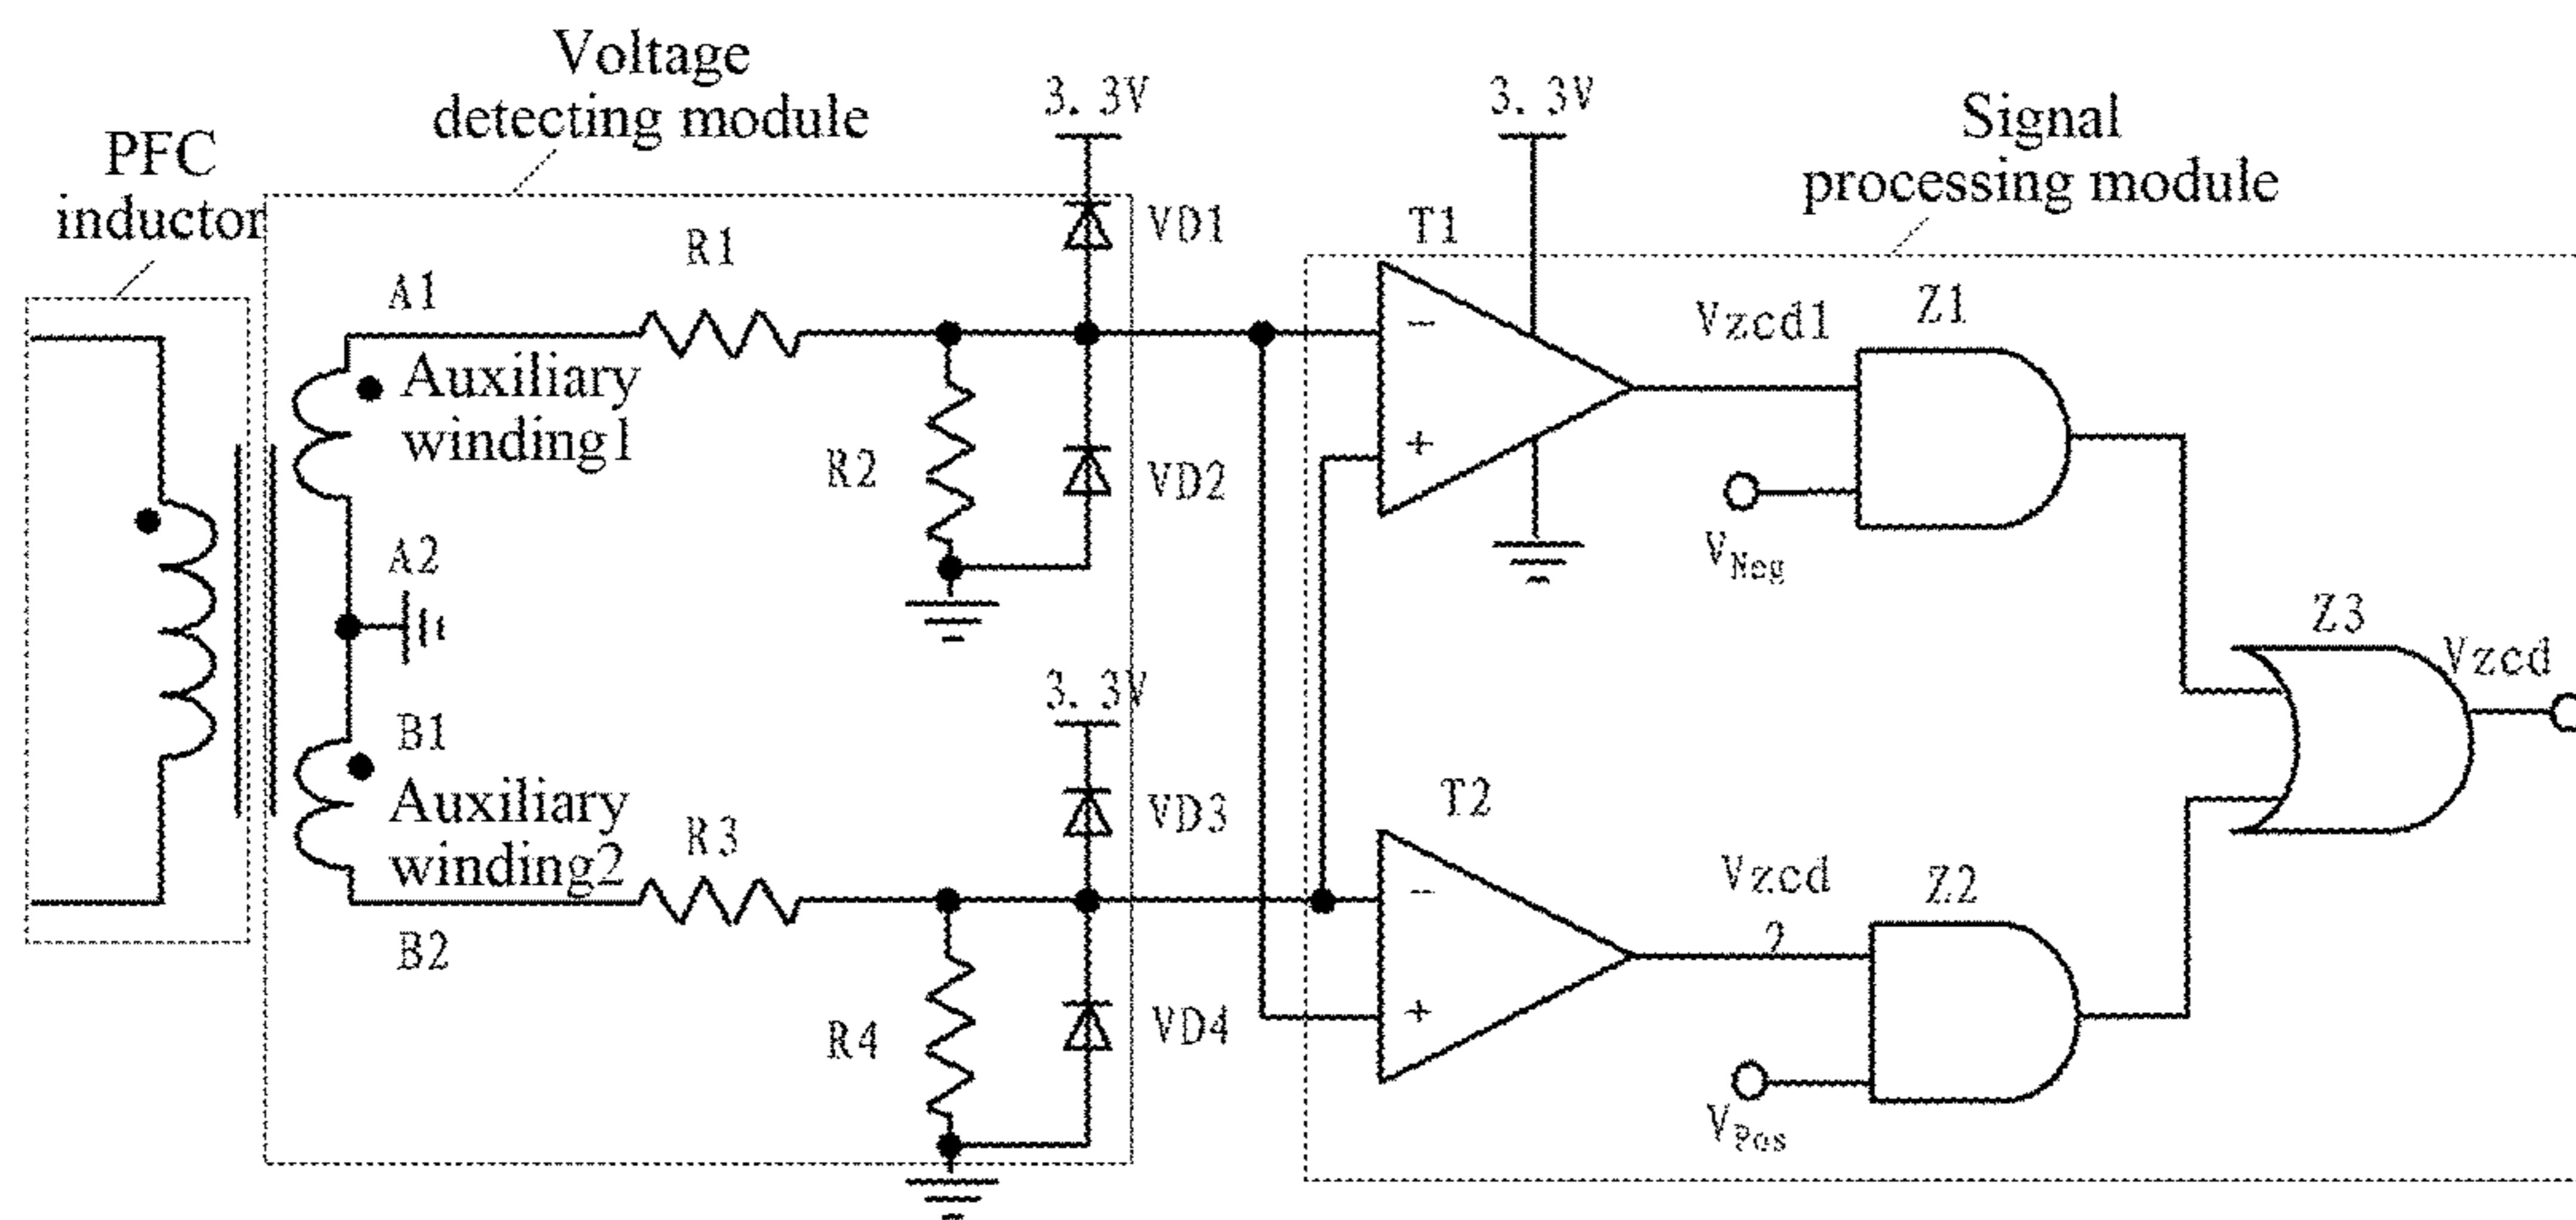 Voltage
detecting module
PFC
inductor
3.3V
3.3V
Signal
processing module
VD1
T1
R1
A1
Auxiliary
winding1
Vzcd1
Z1
R2
VD2
−
+
V_Neg
A2
Z3
Vzcd
3.3V
B1
Auxiliary
winding2
R3
VD3
T2
Vzcd
2
Z2
B2
R4
VD4
−
+
V_Pos